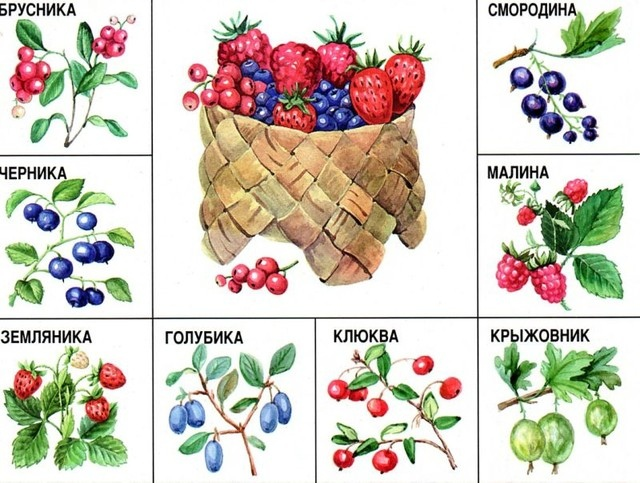 БРУСНИКА
СМОРОДИНА
ЧЕРНИКА
МАЛИНА
ЗЕМЛЯНИКА
ГОЛУБИКА
КЛЮКВА
КРЫЖОВНИК